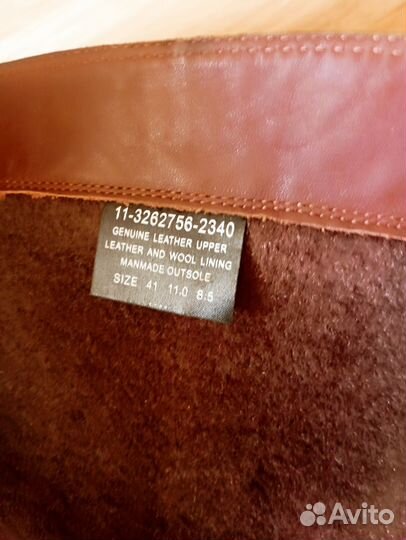 11-3262756-2340
GENUINE LEATHER UPPER
LEATHER AND WOOL LINING
MANMADE OUTSOLE
SIZE 41 11.0 8.5
Avito